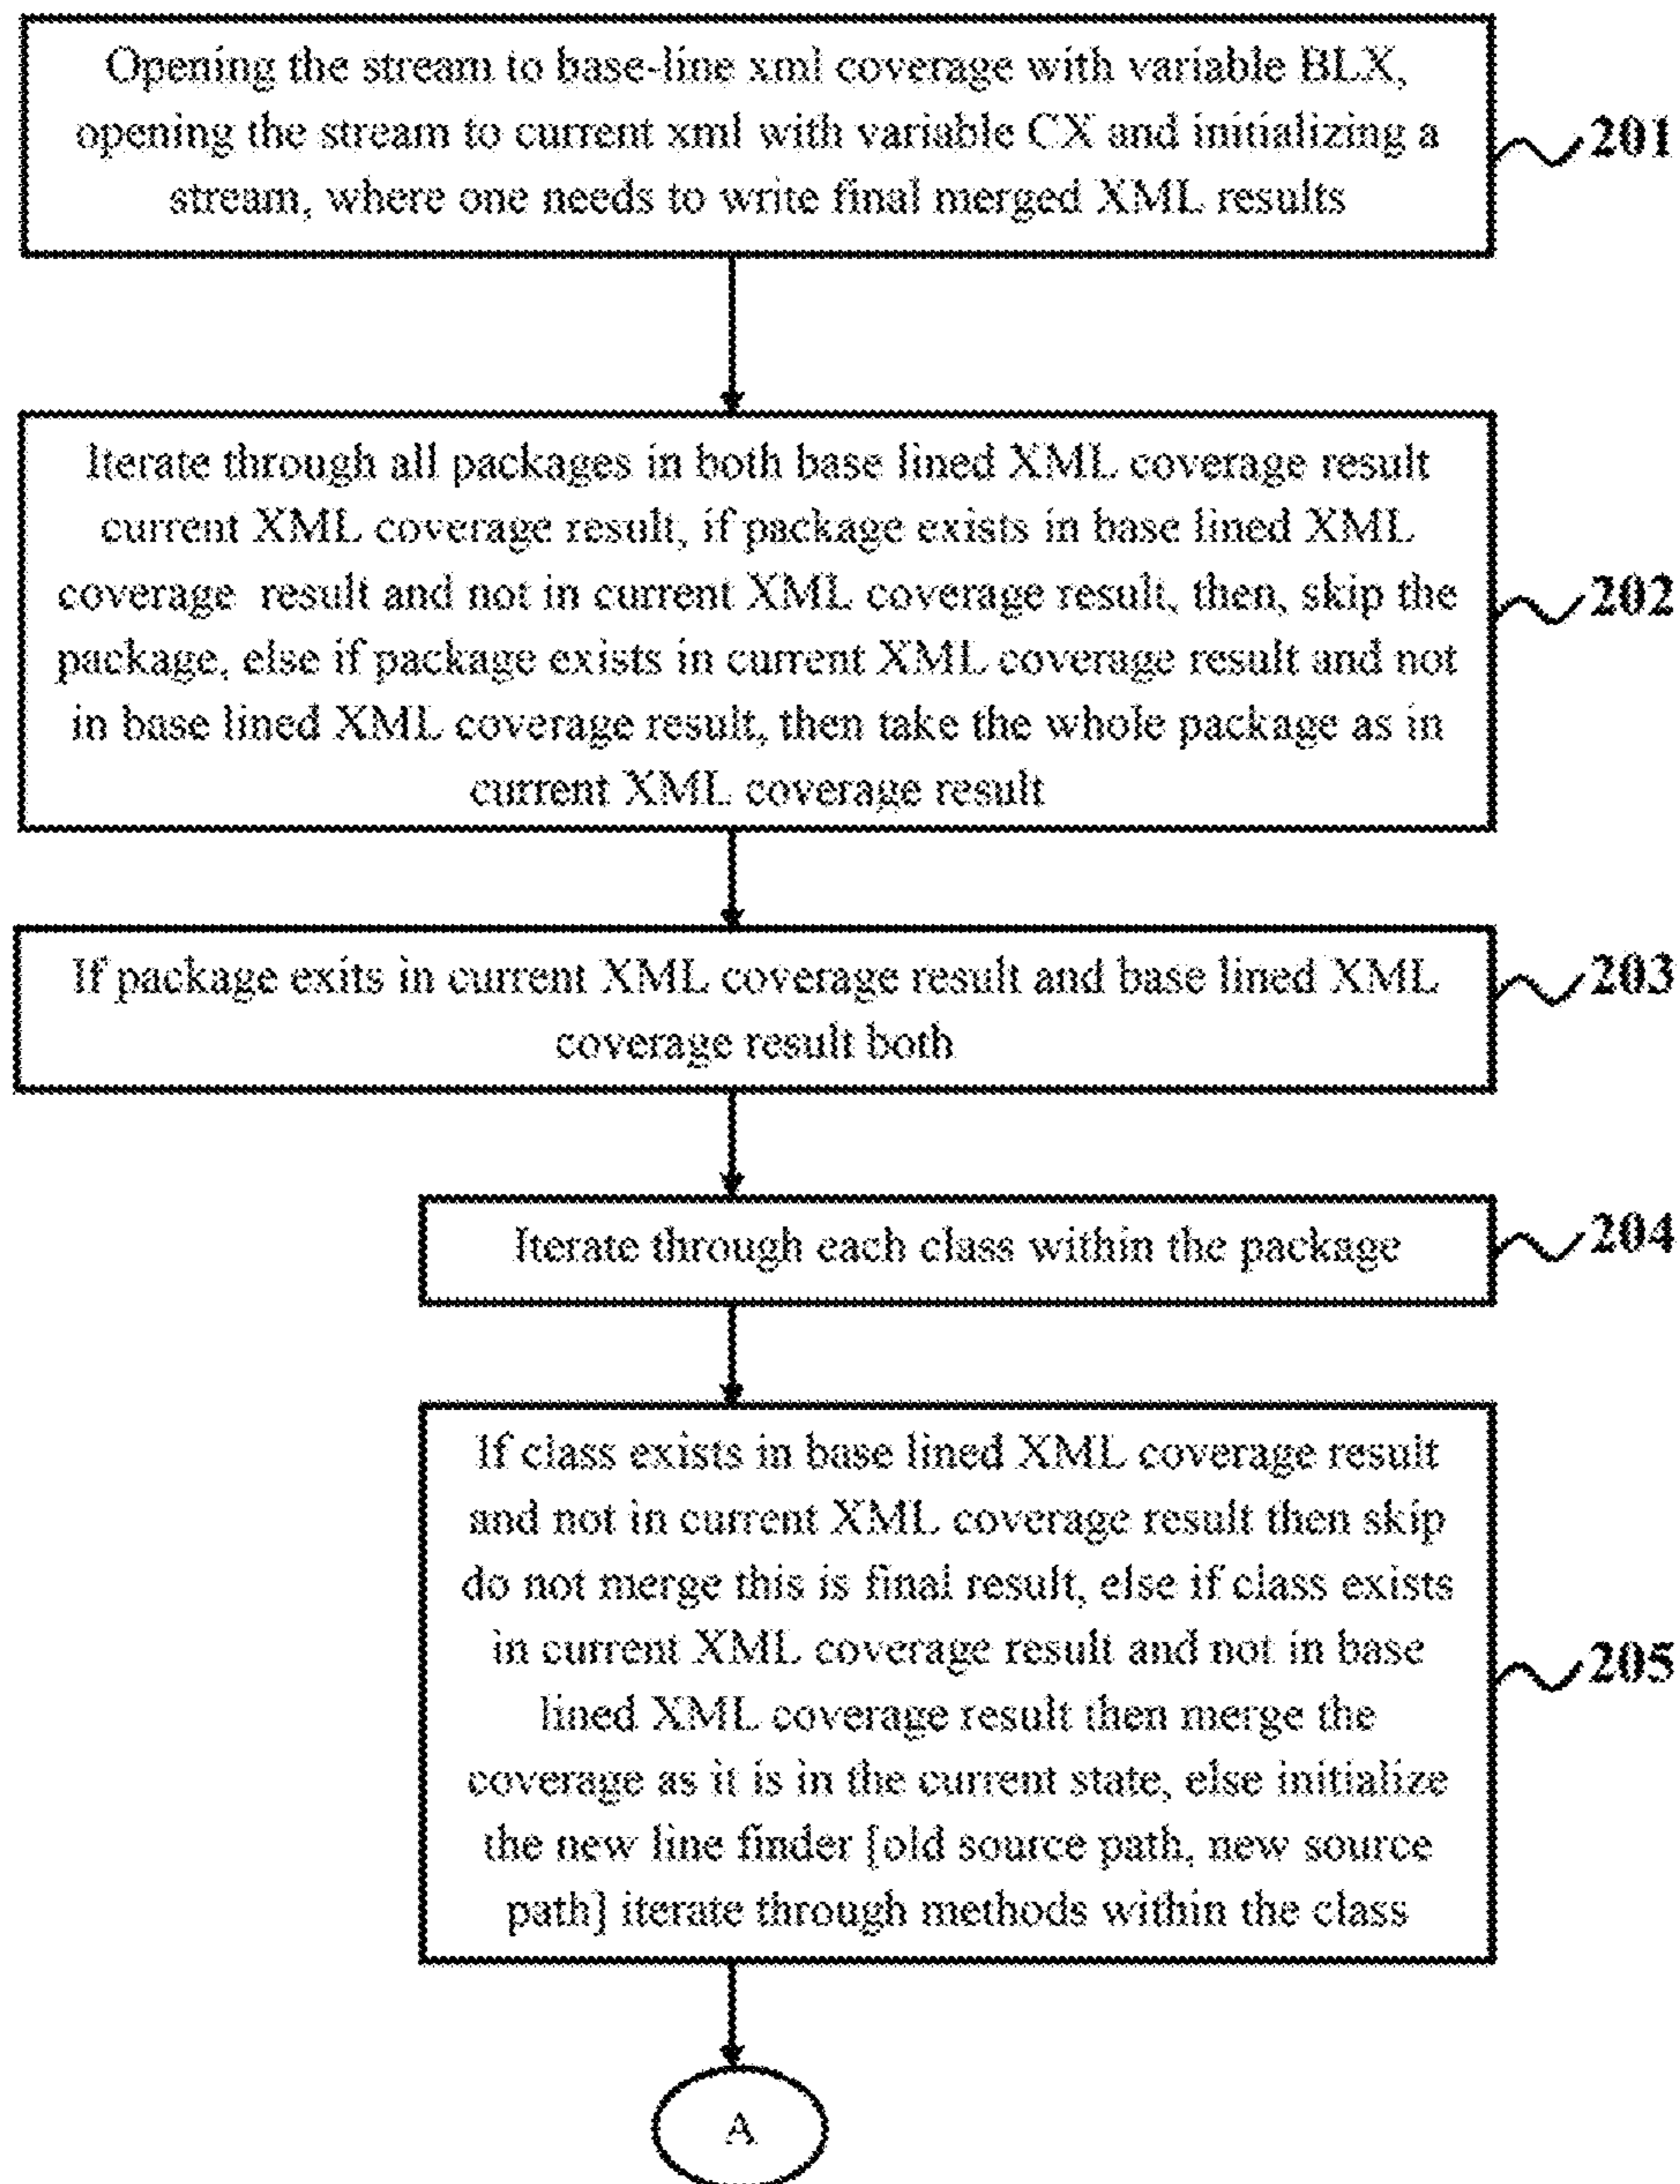 Opening the stream to base-line xml coverage with variable BLX,
opening the stream to current xml with variable CX and initializing a
stream, where one needs to write final merged XML results
201
Iterate through all packages in both base lined XML coverage result
current XML coverage result, if package exists in base lined XML
coverage result and not in current XML coverage result, then, skip the
package, else if package exists in current XML coverage result and not
in base lined XML coverage result, then take the whole package as in
current XML coverage result
202
If package exits in current XML coverage result and base lined XML
coverage result both
203
Iterate through each class within the package
204
If class exists in base lined XML coverage result
and not in current XML coverage result then skip
do not merge this is final result, else if class exists
in current XML coverage result and not in base
lined XML coverage result then merge the
coverage as it is in the current state, else initialize
the new line finder [old source path, new source
path] iterate through methods within the class
205
A